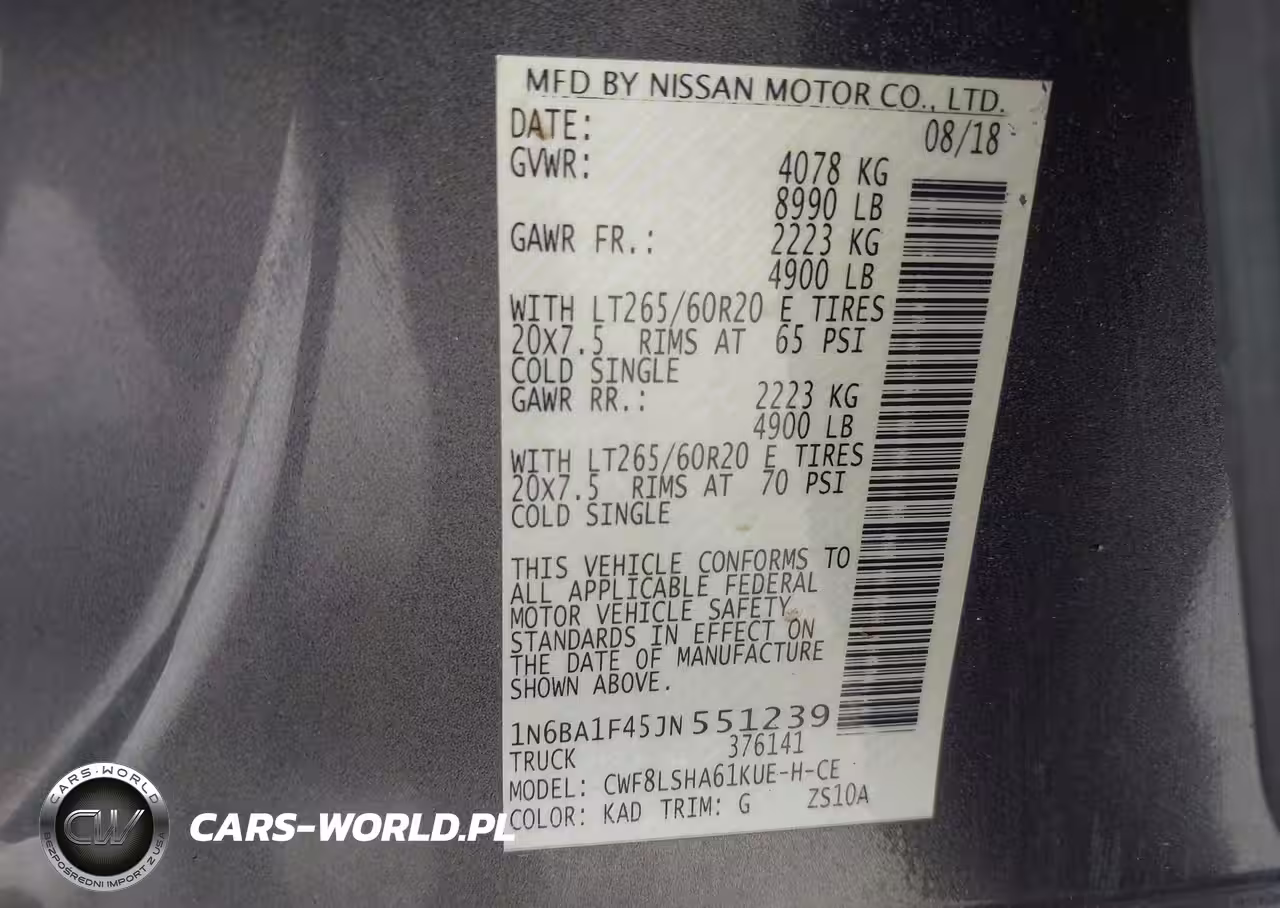 MFD BY NISSAN MOTOR CO., LTD.
DATE: 08/18
GVWR: 4078 KG
8990 LB
GAWR FR.: 2223 KG
4900 LB
WITH LT265/60R20 E TIRES
20X7.5 RIMS AT 65 PSI
COLD SINGLE
GAWR RR.: 2223 KG
4900 LB
WITH LT265/60R20 E TIRES
20X7.5 RIMS AT 70 PSI
COLD SINGLE
THIS VEHICLE CONFORMS TO
ALL APPLICABLE FEDERAL
MOTOR VEHICLE SAFETY
STANDARDS IN EFFECT ON
THE DATE OF MANUFACTURE
SHOWN ABOVE.
1N6BA1F45JN551239
TRUCK 376141
MODEL: CWF8LSHA61KUE-H-CE
COLOR: KAD TRIM: G ZS10A
CARS-WORLD
CW
BEZPOŚREDNI IMPORT Z USA
CARS-WORLD.PL